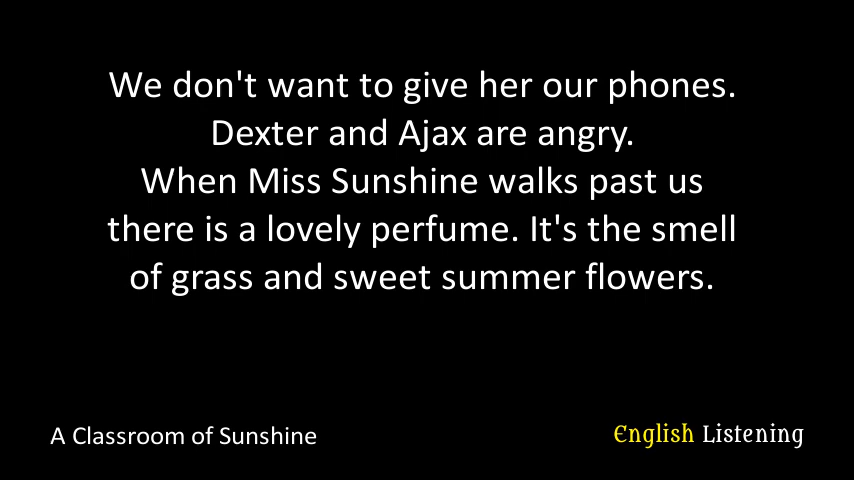 We don't want to give her our phones.
Dexter and Ajax are angry.
When Miss Sunshine walks past us
there is a lovely perfume. It's the smell
of grass and sweet summer flowers.
A Classroom of Sunshine
English Listening